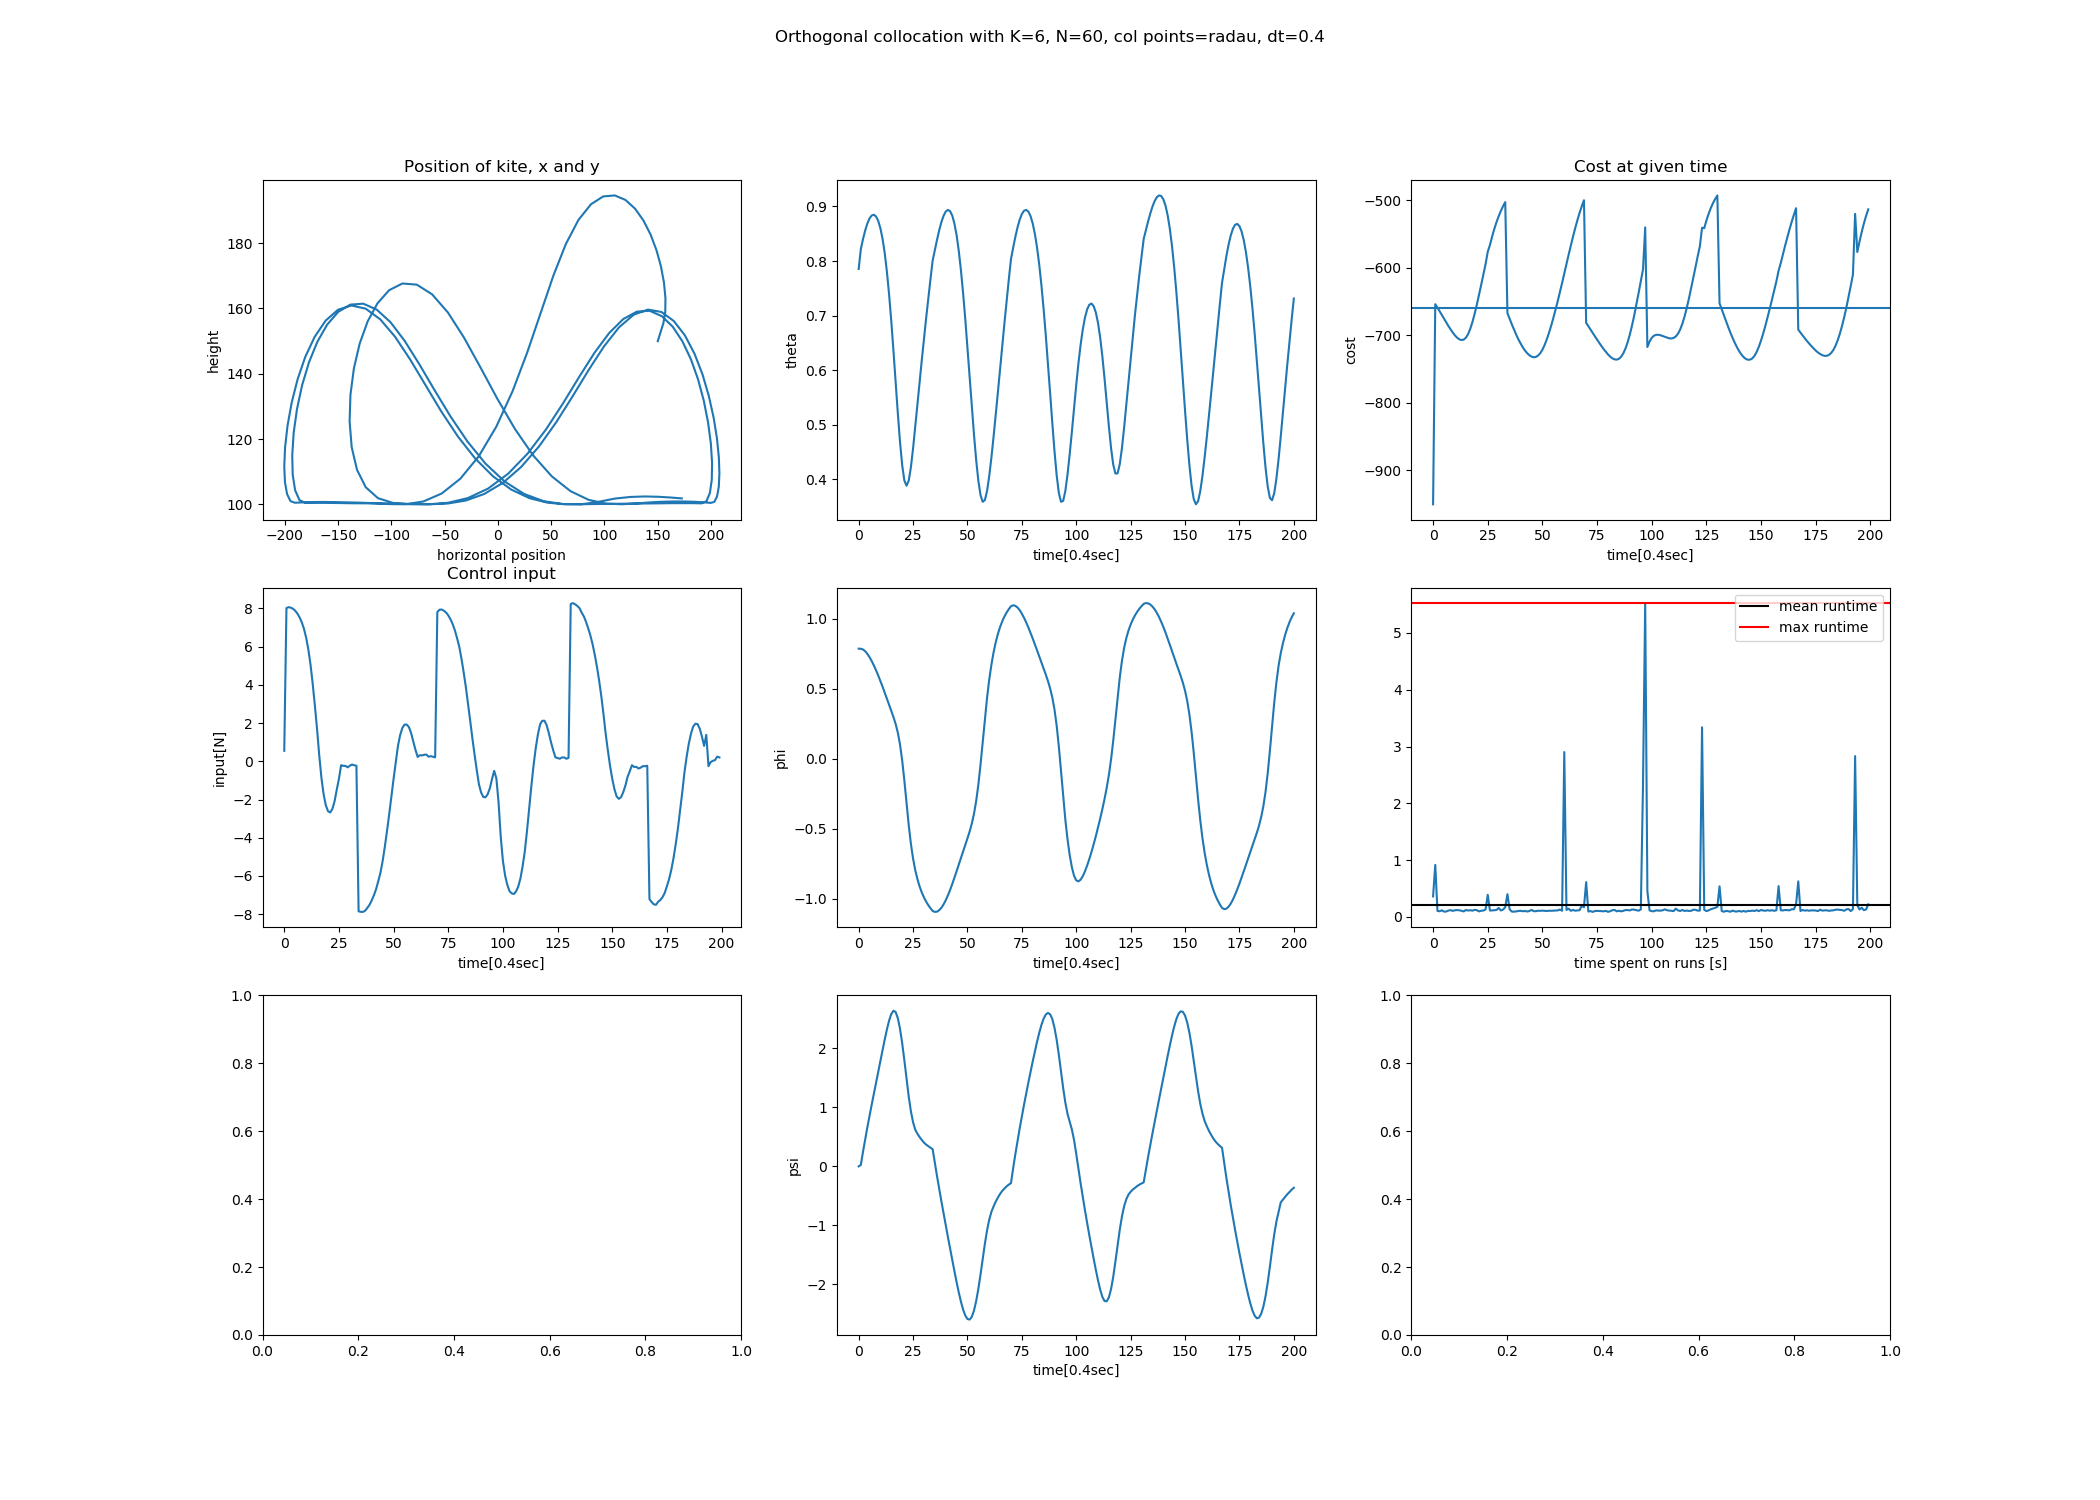 Orthogonal collocation with K=6, N=60, col points=radau, dt=0.4
Position of kite, x and y
height
180
160
140
120
100
−200 −150 −100 −50 0 50 100 150 200
horizontal position
theta
0.9
0.8
0.7
0.6
0.5
0.4
0 25 50 75 100 125 150 175 200
time[0.4sec]
Cost at given time
cost
−500
−600
−700
−800
−900
0 25 50 75 100 125 150 175 200
time[0.4sec]
Control input
input[N]
8
6
4
2
0
−2
−4
−6
−8
0 25 50 75 100 125 150 175 200
time[0.4sec]
phi
1.0
0.5
0.0
−0.5
−1.0
0 25 50 75 100 125 150 175 200
time[0.4sec]
mean runtime
max runtime
5
4
3
2
1
0
0 25 50 75 100 125 150 175 200
time spent on runs [s]
1.0
0.8
0.6
0.4
0.2
0.0
0.0 0.2 0.4 0.6 0.8 1.0
psi
2
1
0
−1
−2
0 25 50 75 100 125 150 175 200
time[0.4sec]
1.0
0.8
0.6
0.4
0.2
0.0
0.0 0.2 0.4 0.6 0.8 1.0